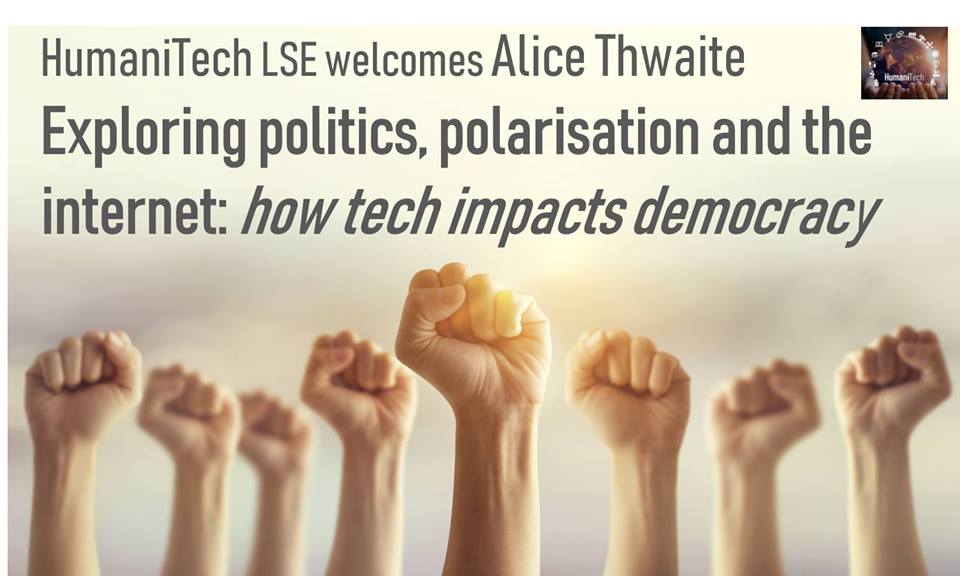 HumaniTech LSE welcomes Alice Thwaite
Exploring politics, polarisation and the
internet: how tech impacts democracy
HumaniTech